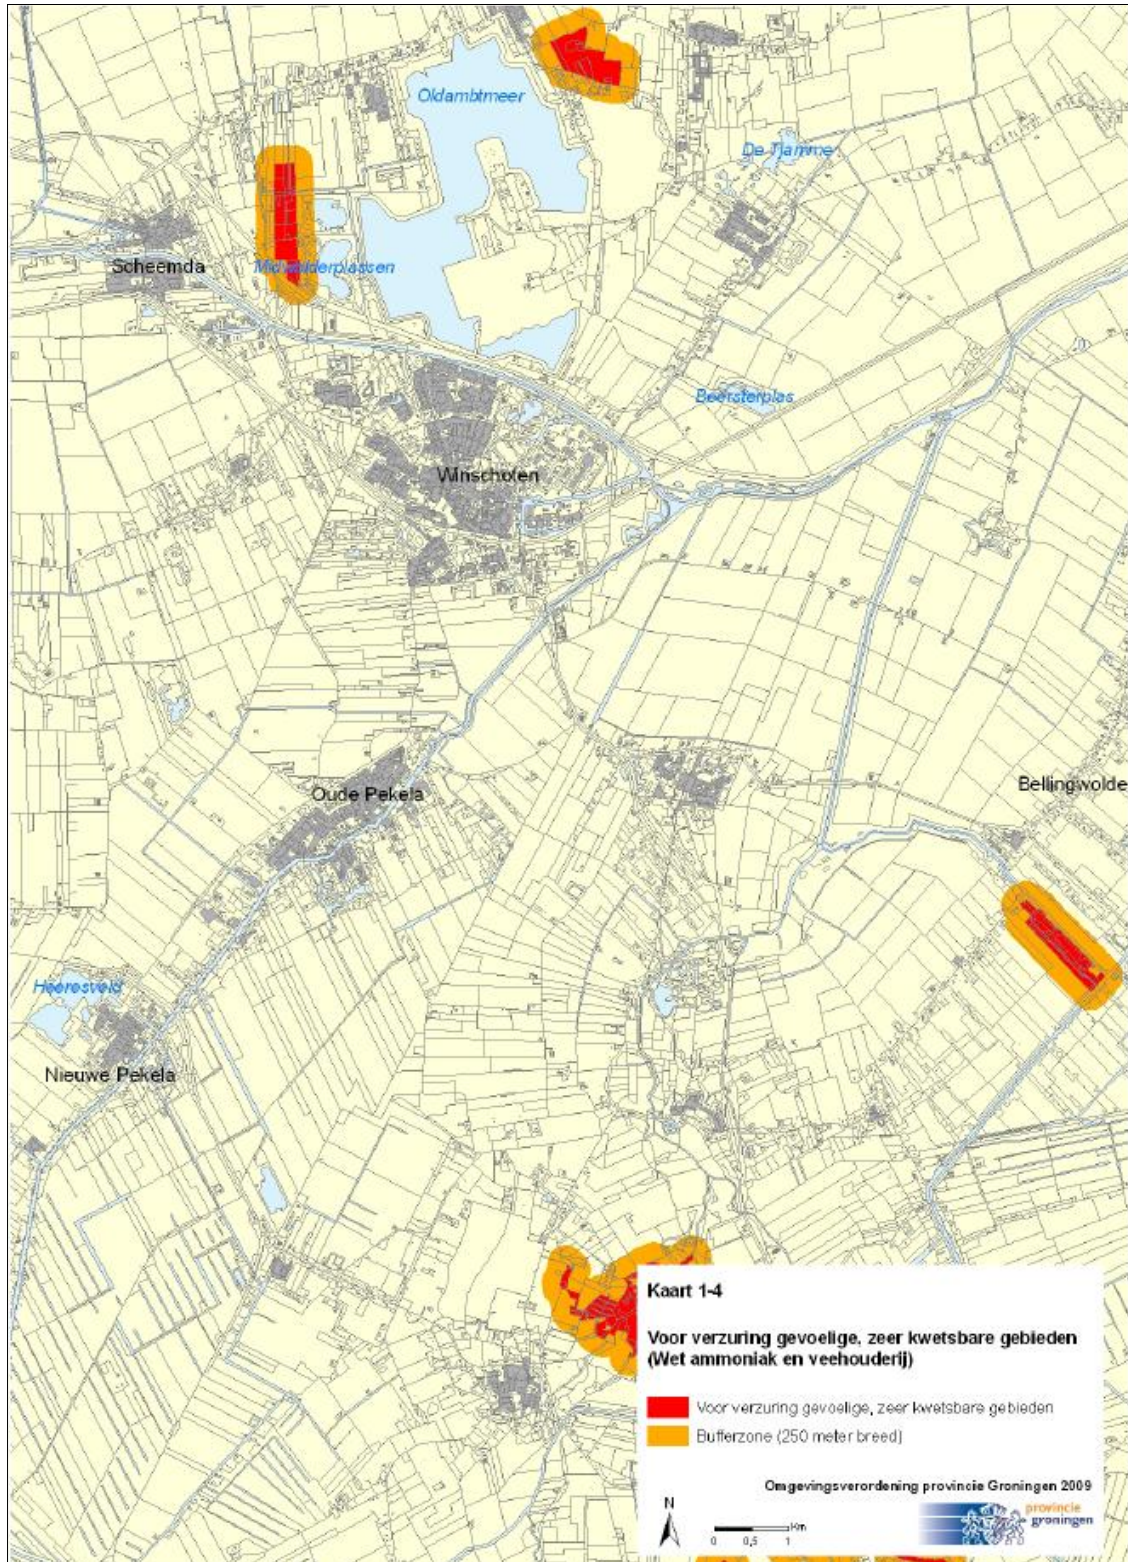 Oldambtmeer
De Tjamme
Scheemda
Midwolderplassen
Beersterplas
Winschoten
Oude Pekela
Bellingwolde
Heeresveld
Nieuwe Pekela
Kaart 1-4
Voor verzuring gevoelige, zeer kwetsbare gebieden
(Wet ammoniak en veehouderij)
Voor verzuring gevoelige, zeer kwetsbare gebieden
Bufferzone (250 meter breed)
Omgevingsverordening provincie Groningen 2009
N
Km
0 0,5 1
provincie
groningen